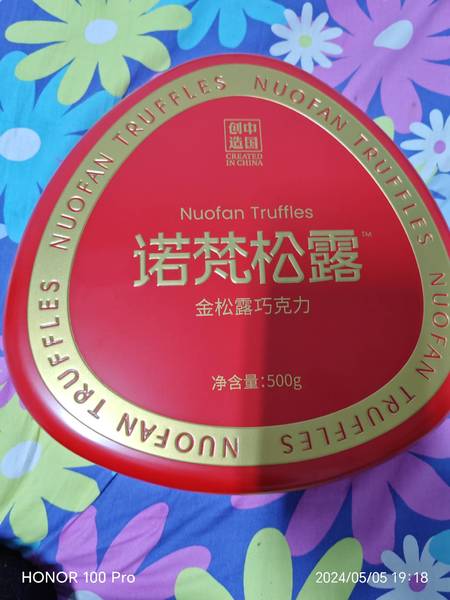 NUOFAN TRUFFLES NUOFAN TRUFFLES NUOFAN TRUFFLES NUOFAN TRUFFLES
创中
造国
CREATED
IN CHINA
Nuofan Truffles
诺梵松露™
金松露巧克力
净含量:500g
HONOR 100 Pro
2024/05/05 19:18